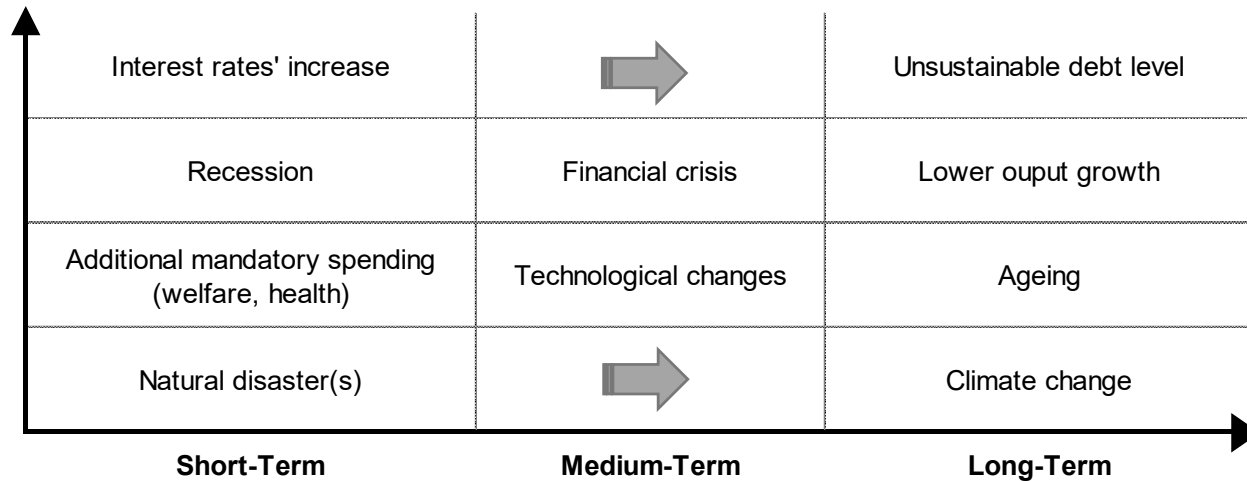 Interest rates' increase
Unsustainable debt level
Recession
Financial crisis
Lower ouput growth
Additional mandatory spending
(welfare, health)
Technological changes
Ageing
Natural disaster(s)
Climate change
Short-Term
Medium-Term
Long-Term